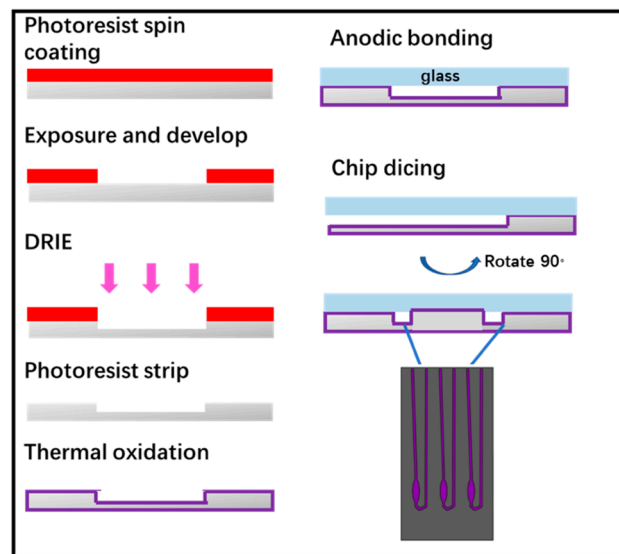 Photoresist spin
coating
Exposure and develop
DRIE
Photoresist strip
Thermal oxidation
Anodic bonding
glass
Chip dicing
Rotate 90°